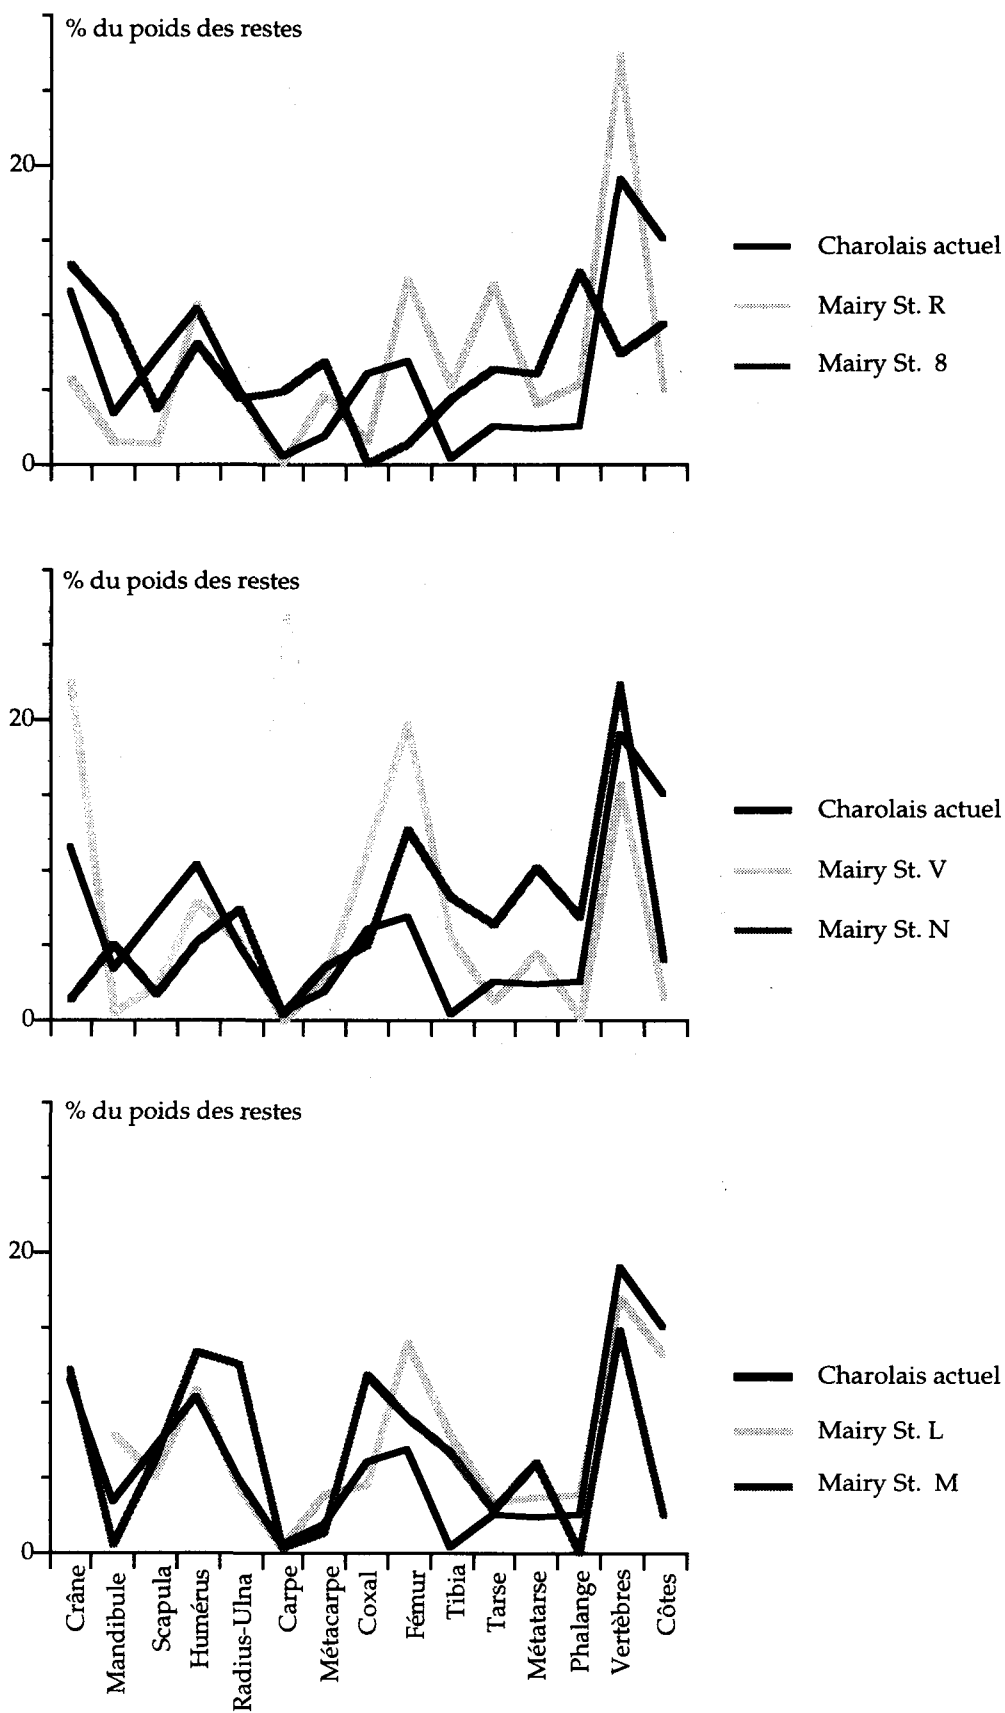 % du poids des restes
20
0
Charolais actuel
Mairy St. R
Mairy St. 8
% du poids des restes
20
0
Charolais actuel
Mairy St. V
Mairy St. N
% du poids des restes
20
0
Charolais actuel
Mairy St. L
Mairy St. M
Crâne
Mandibule
Scapula
Humérus
Radius-Ulna
Carpe
Métacarpe
Coxal
Fémur
Tibia
Tarse
Métatarse
Phalange
Vertèbres
Côtes